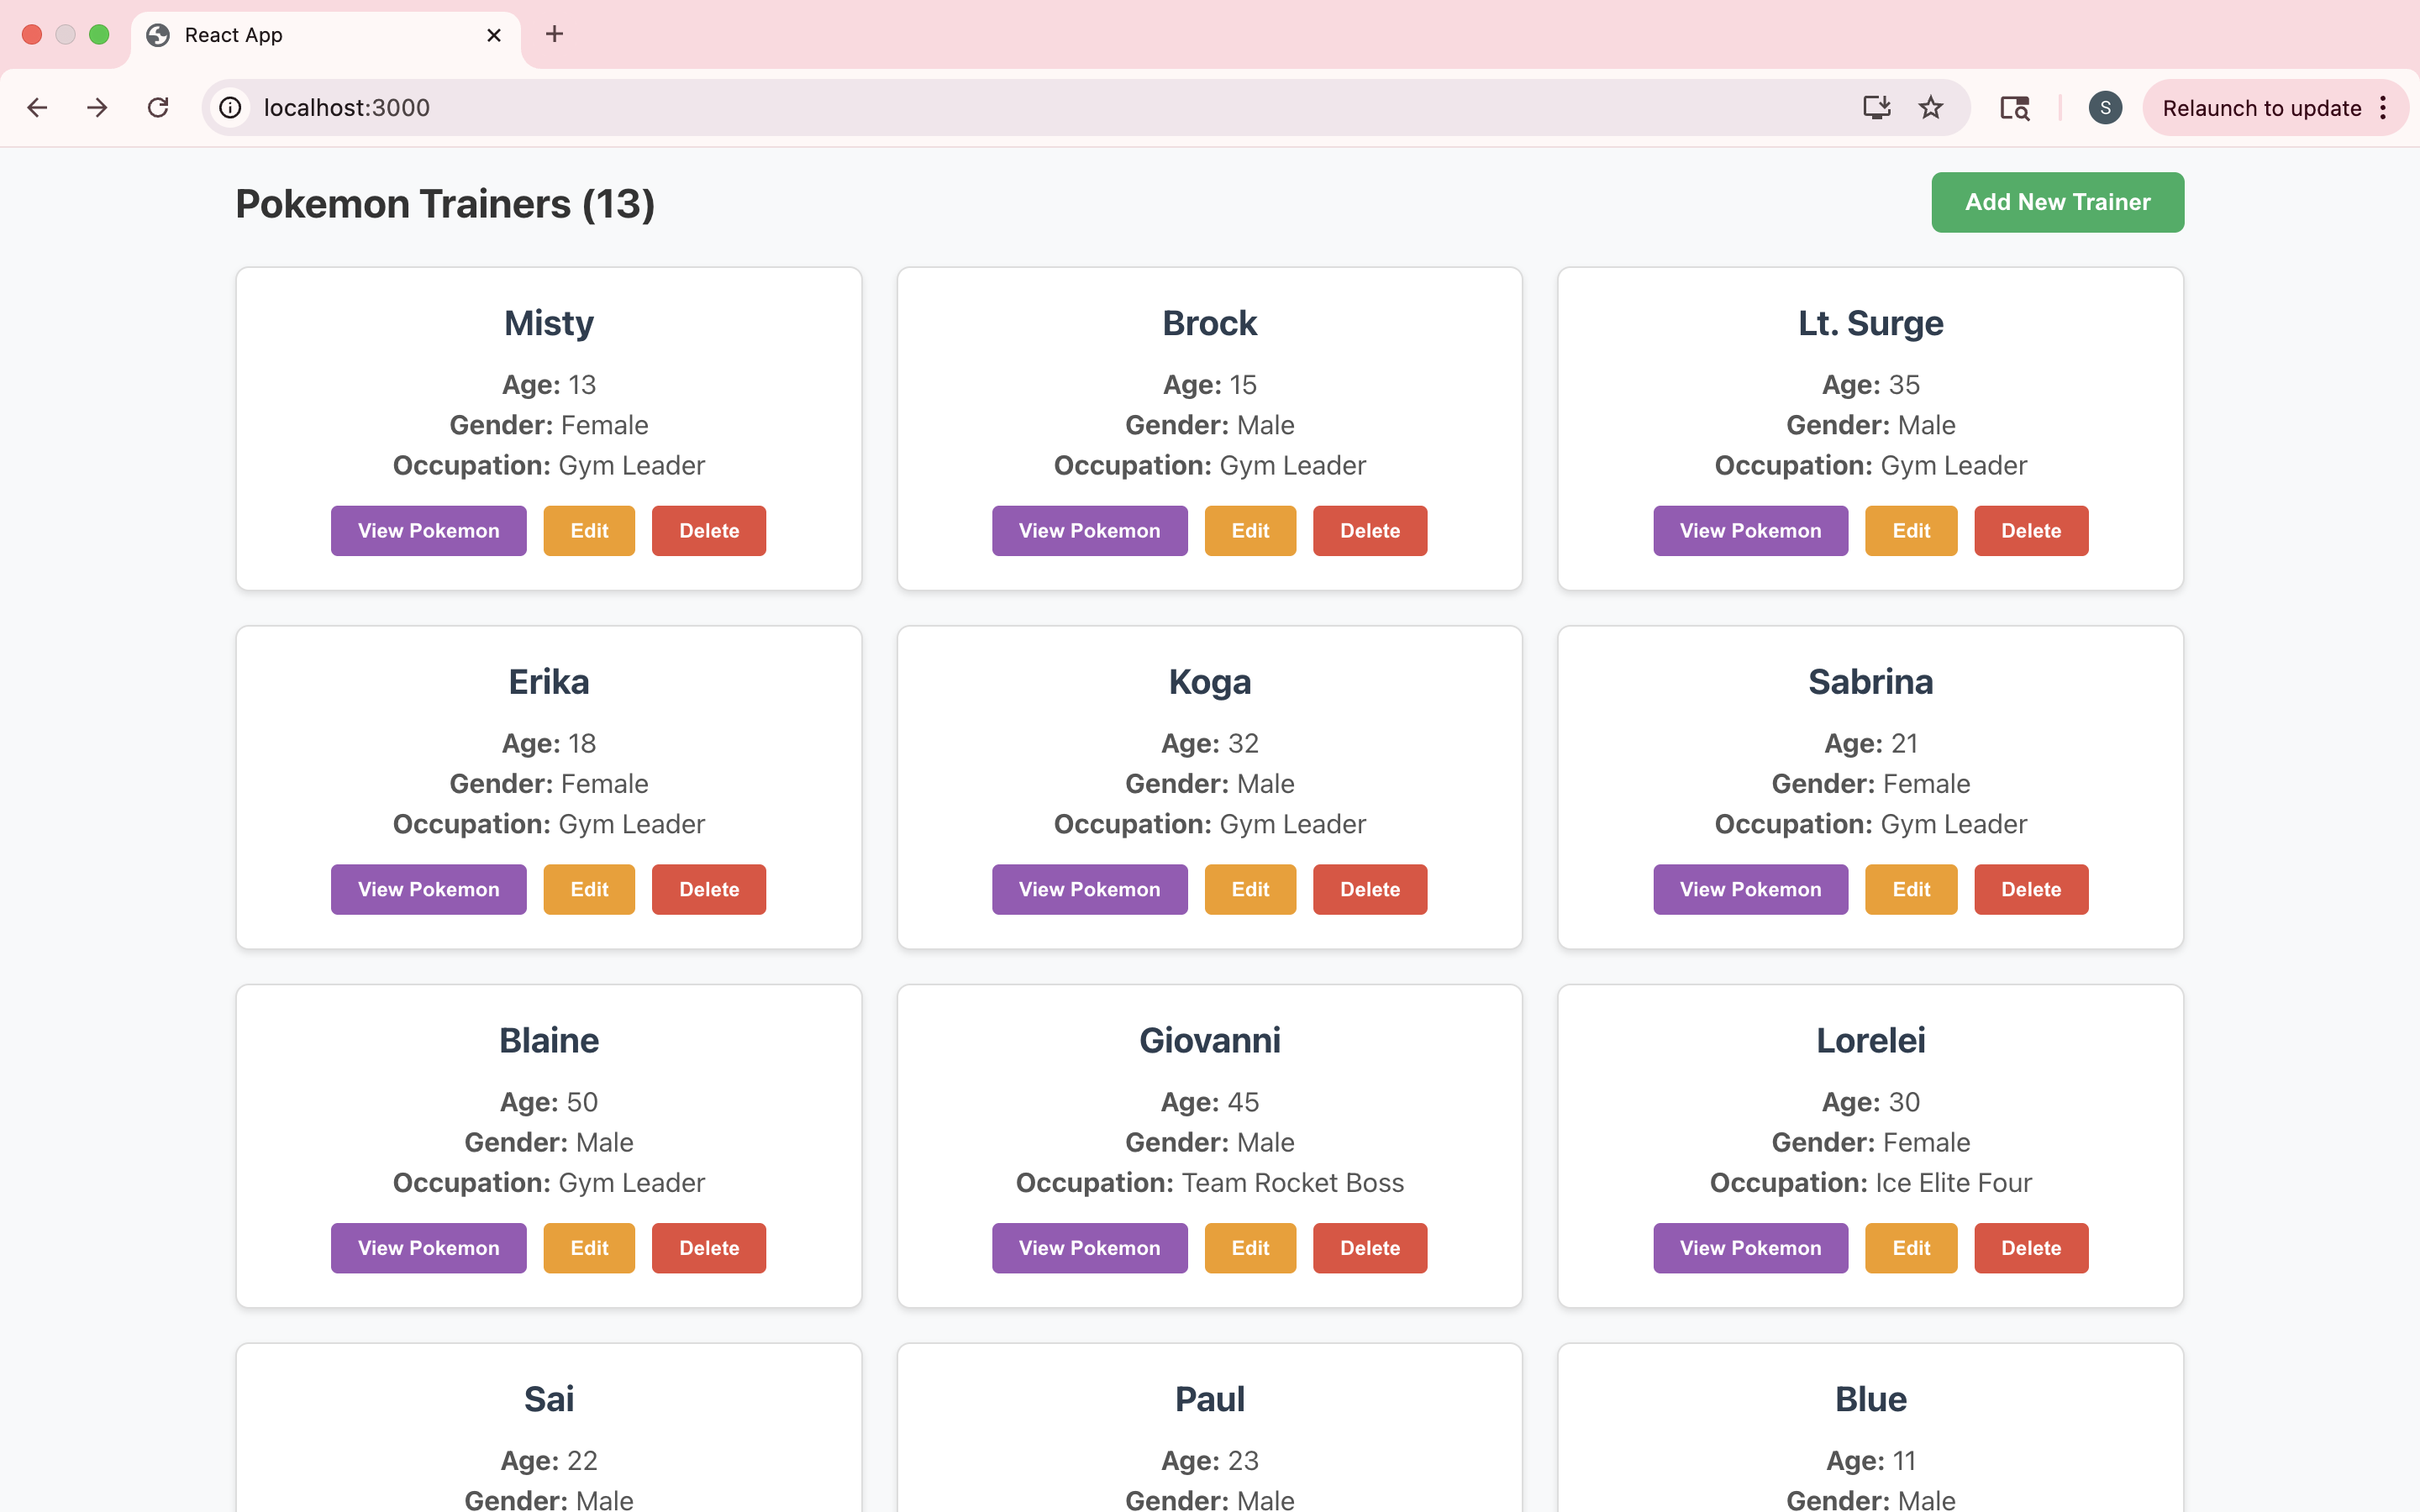 React App
localhost:3000
S
Relaunch to update
Pokemon Trainers (13)
Add New Trainer
Misty
Age: 13
Gender: Female
Occupation: Gym Leader
View Pokemon Edit Delete
Brock
Age: 15
Gender: Male
Occupation: Gym Leader
View Pokemon Edit Delete
Lt. Surge
Age: 35
Gender: Male
Occupation: Gym Leader
View Pokemon Edit Delete
Erika
Age: 18
Gender: Female
Occupation: Gym Leader
View Pokemon Edit Delete
Koga
Age: 32
Gender: Male
Occupation: Gym Leader
View Pokemon Edit Delete
Sabrina
Age: 21
Gender: Female
Occupation: Gym Leader
View Pokemon Edit Delete
Blaine
Age: 50
Gender: Male
Occupation: Gym Leader
View Pokemon Edit Delete
Giovanni
Age: 45
Gender: Male
Occupation: Team Rocket Boss
View Pokemon Edit Delete
Lorelei
Age: 30
Gender: Female
Occupation: Ice Elite Four
View Pokemon Edit Delete
Sai
Age: 22
Gender: Male
Paul
Age: 23
Gender: Male
Blue
Age: 11
Gender: Male